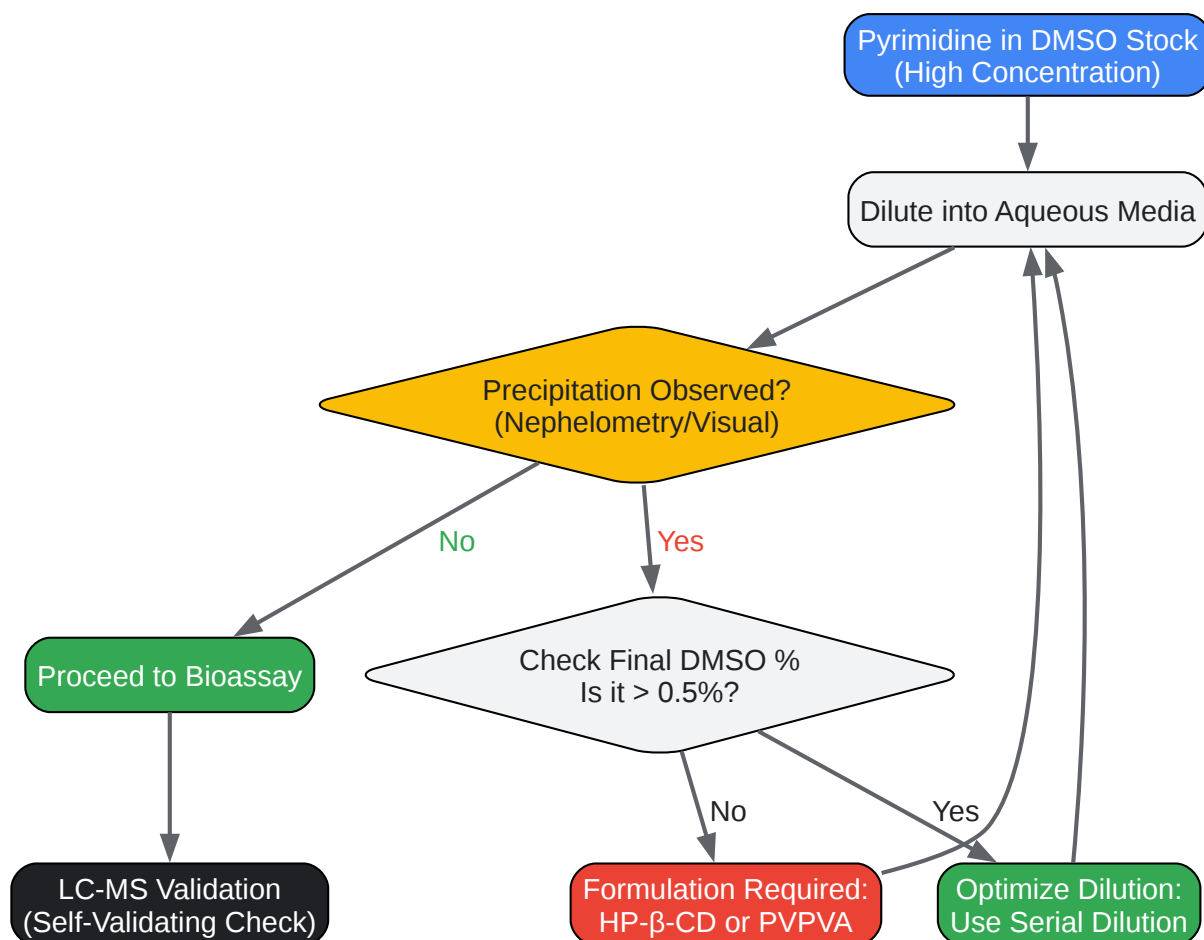 Pyrimidine in DMSO Stock
(High Concentration)
Dilute into Aqueous Media
Precipitation Observed?
(Nephelometry/Visual)
No
Yes
Proceed to Bioassay
Check Final DMSO %
Is it > 0.5%?
No
Yes
LC-MS Validation
(Self-Validating Check)
Formulation Required:
HP-β-CD or PVPVA
Optimize Dilution:
Use Serial Dilution